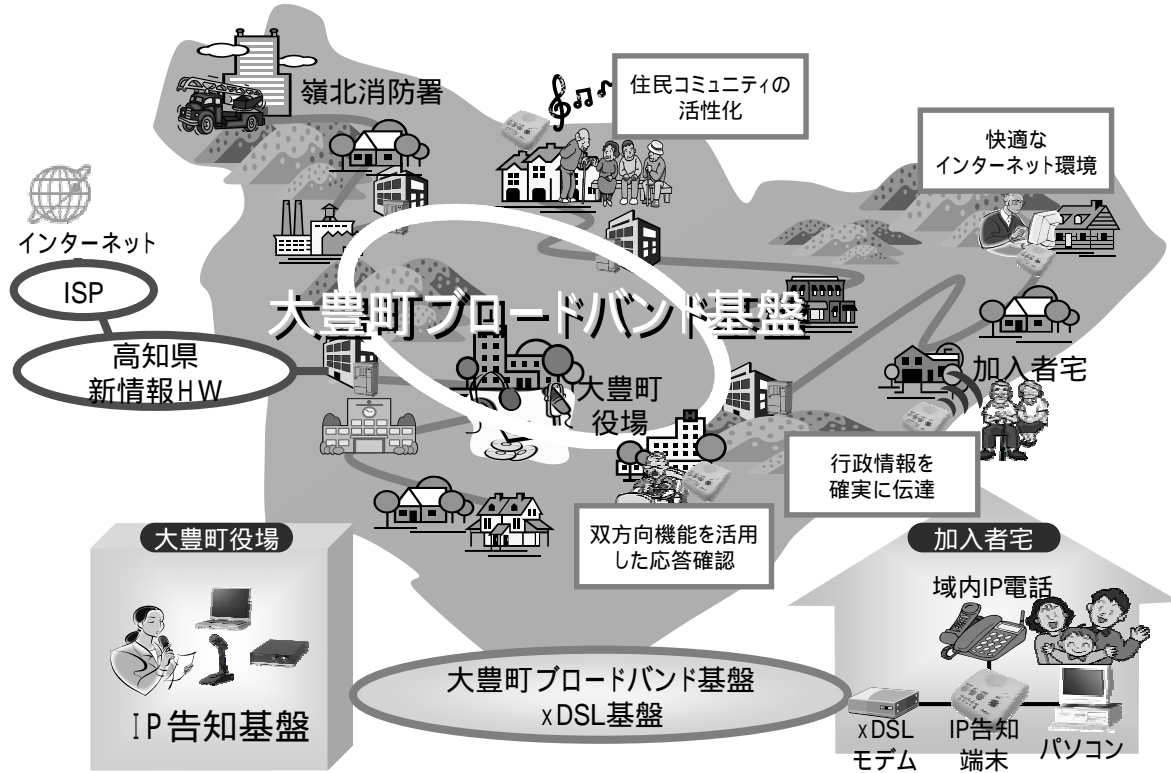 嶺北消防署
住民コミュニティの
活性化
快適な
インターネット環境
インターネット
ISP
高知県
新情報HW
大豊町ブロードバンド基盤
大豊町
役場
加入者宅
行政情報を
確実に伝達
双方向機能を活用
した応答確認
大豊町役場
IP告知基盤
大豊町ブロードバンド基盤
xDSL基盤
加入者宅
域内IP電話
xDSL
モデム
IP告知
端末
パソコン